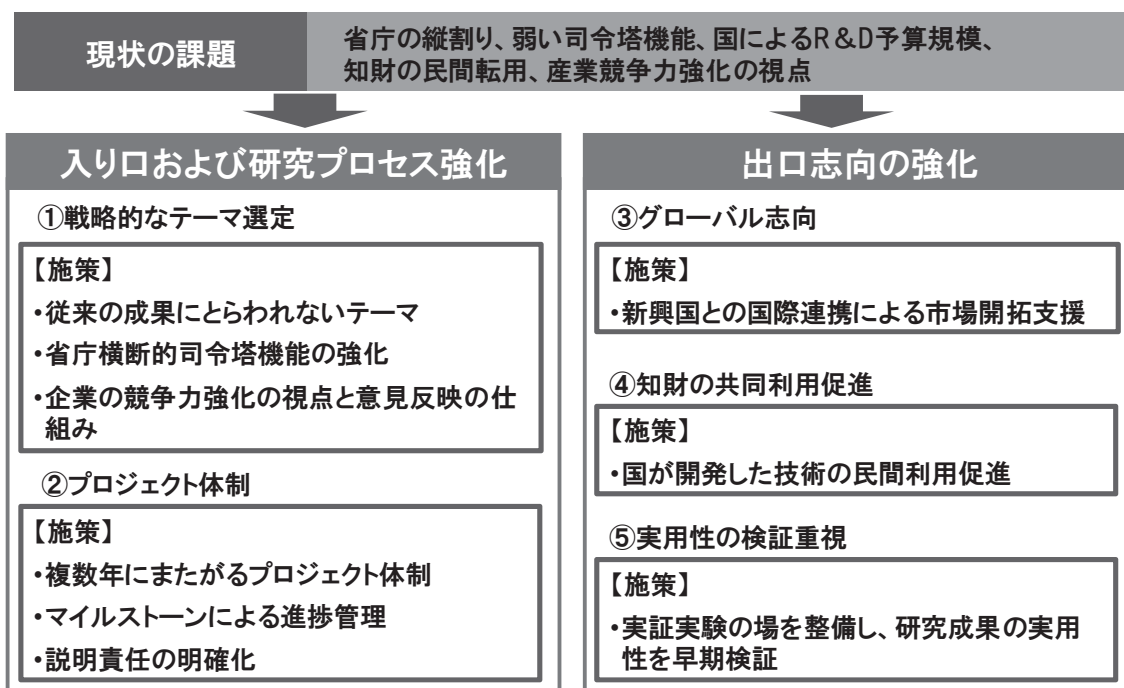 現状の課題
省庁の縦割り、弱い司令塔機能、国によるR&D予算規模、
知財の民間転用、産業競争力強化の視点
入り口および研究プロセス強化
①戦略的なテーマ選定
【施策】
・従来の成果にとらわれないテーマ
・省庁横断的司令塔機能の強化
・企業の競争力強化の視点と意見反映の仕
組み
②プロジェクト体制
【施策】
・複数年にまたがるプロジェクト体制
・マイルストーンによる進捗管理
・説明責任の明確化
出口志向の強化
③グローバル志向
【施策】
・新興国との国際連携による市場開拓支援
④知財の共同利用促進
【施策】
・国が開発した技術の民間利用促進
⑤実用性の検証重視
【施策】
・実証実験の場を整備し、研究成果の実用
性を早期検証